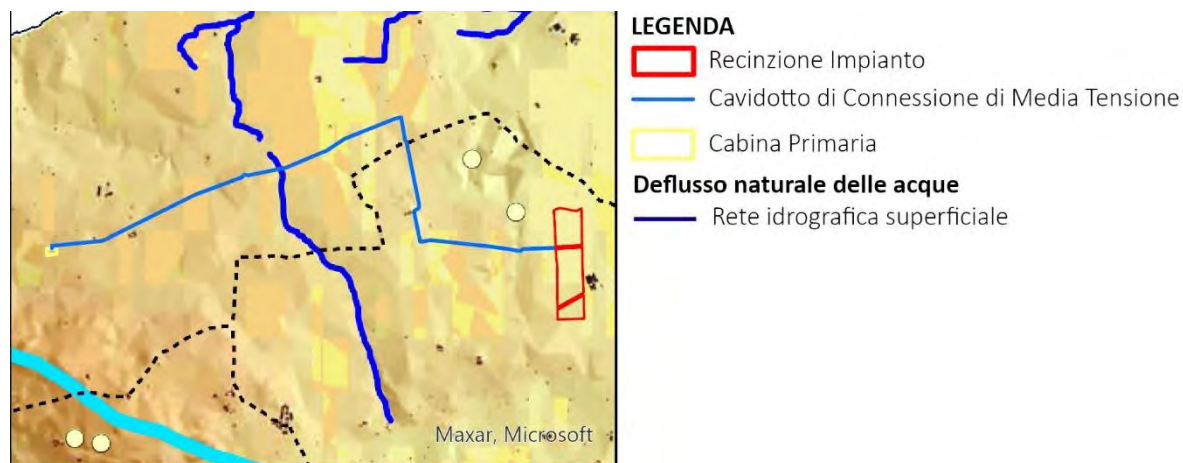 LEGENDA
Recinzione Impianto
Cavidotto di Connessione di Media Tensione
Cabina Primaria
Deflusso naturale delle acque
Rete idrografica superficiale
Maxar, Microsoft